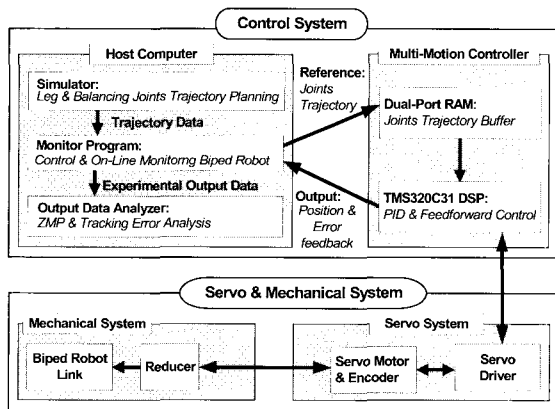 Control System
Host Computer
Simulator:
Leg & Balancing Joints Trajectory Planning
Trajectory Data
Monitor Program:
Control & On-Line Monitorng Biped Robot
Experimental Output Data
Output Data Analyzer:
ZMP & Tracking Error Analysis
Reference:
Joints
Trajectory
Output:
Position &
Error
feedback
Multi-Motion Controller
Dual-Port RAM:
Joints Trajectory Buffer
TMS320C31 DSP:
PID & Feedforward Control
Servo & Mechanical System
Mechanical System
Biped Robot
Link
Reducer
Servo System
Servo Motor
& Encoder
Servo
Driver